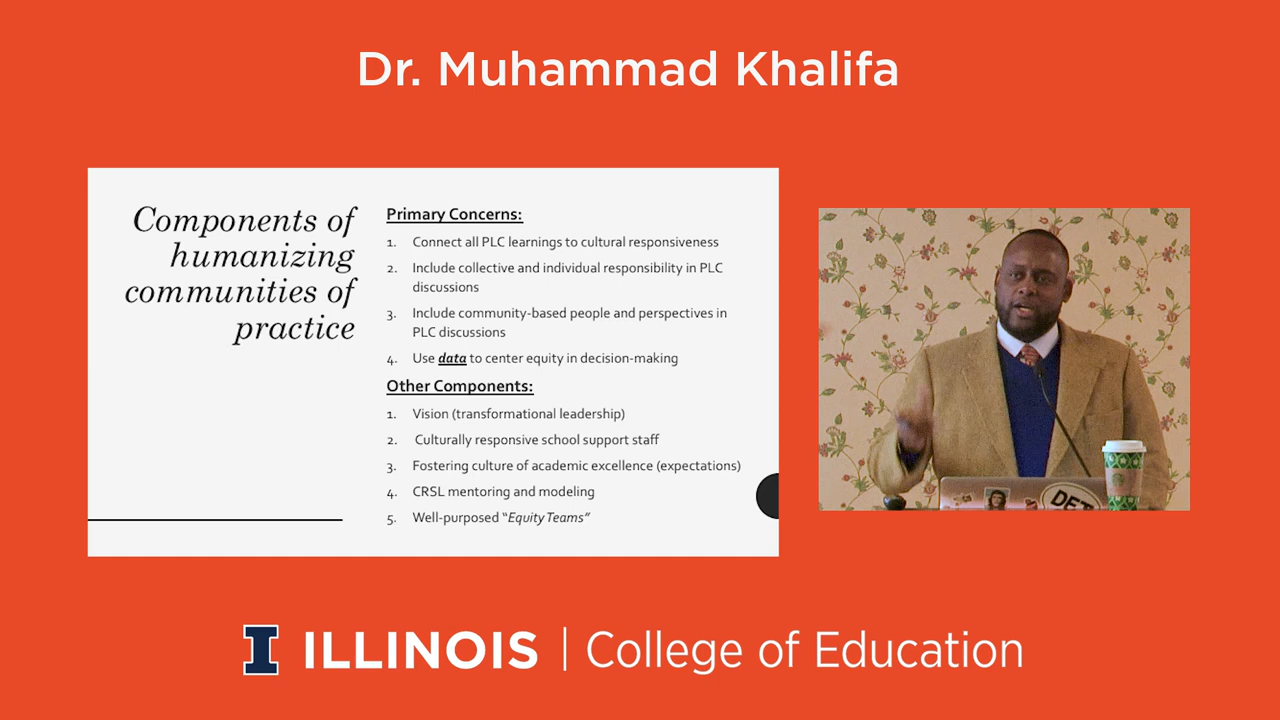 Dr. Muhammad Khalifa
Components of
humanizing
communities of
practice
Primary Concerns:
1. Connect all PLC learnings to cultural responsiveness
2. Include collective and individual responsibility in PLC
discussions
3. Include community-based people and perspectives in
PLC discussions
4. Use data to center equity in decision-making
Other Components:
1. Vision (transformational leadership)
2. Culturally responsive school support staff
3. Fostering culture of academic excellence (expectations)
4. CRSL mentoring and modeling
5. Well-purposed “Equity Teams”
DET
I ILLINOIS | College of Education